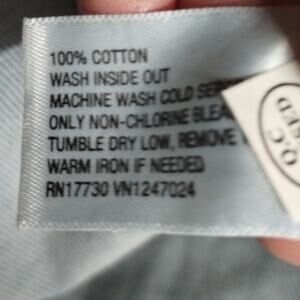 100% COTTON
WASH INSIDE OUT
MACHINE WASH COLD
ONLY NON-CHLORINE
TUMBLE DRY LOW, REMOVE
WARM IRON IF NEEDED
RN17730 VN1247024
Q.C